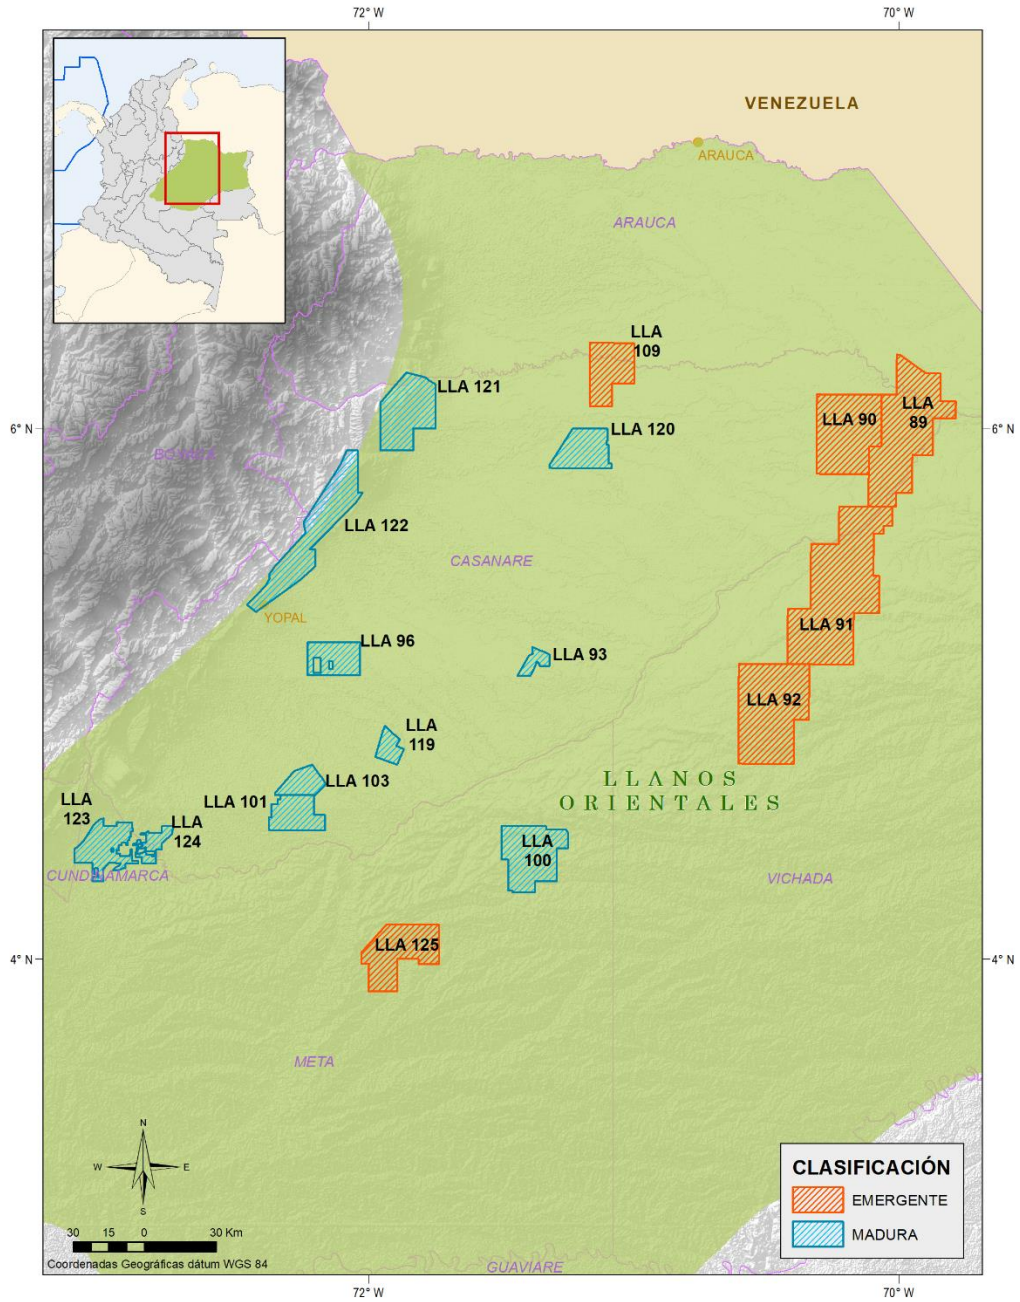 72° W
70° W
VENEZUELA
ARAUCA
ARAUCA
LLA
109
LLA 121
LLA
89
LLA 90
6° N
6° N
LLA 120
BOYACÁ
LLA 122
CASANARE
YOPAL
LLA 91
LLA 96
LLA 93
LLA 92
LLA
119
LLANOS
ORIENTALES
LLA 103
LLA 101
LLA
123
LLA
124
LLA
100
CUNDINAMARCA
VICHADA
LLA 125
4° N
4° N
META
N
W
E
S
30 15 0 30 Km
Coordenadas Geográficas dátum WGS 84
CLASIFICACIÓN
EMERGENTE
MADURA
GUAVIARE
72° W
70° W